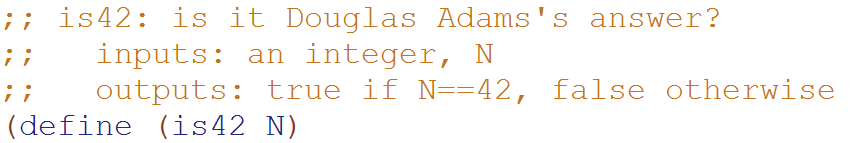 ;; is42: is it Douglas Adams's answer?
;;   inputs: an integer, N
;;   outputs: true if N==42, false otherwise
(define (is42 N)